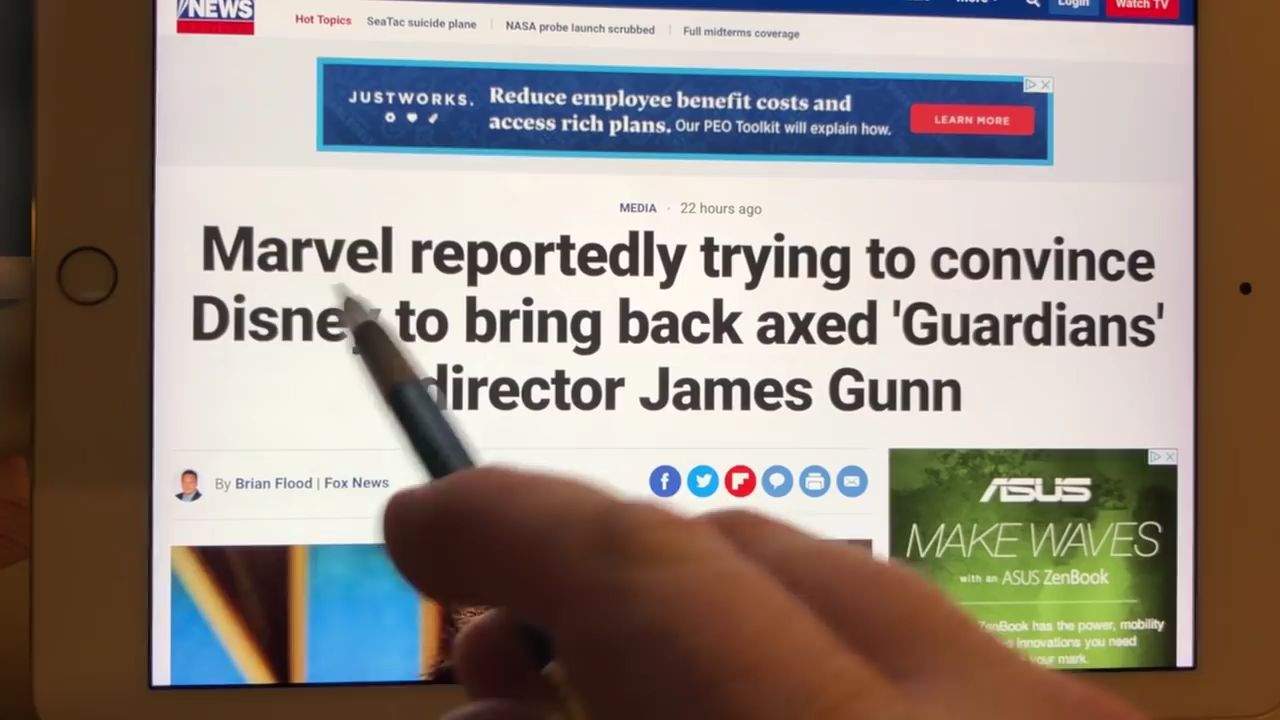 NEWS
Login
Watch TV
Hot Topics SeaTac suicide plane NASA probe launch scrubbed Full midterms coverage
JUSTWORKS.
Reduce employee benefit costs and
access rich plans. Our PEO Toolkit will explain how.
LEARN MORE
MEDIA · 22 hours ago
Marvel reportedly trying to convince
Disney to bring back axed 'Guardians'
director James Gunn
By Brian Flood | Fox News
ASUS
MAKE WAVES
with an ASUS ZenBook
ZenBook has the power, mobility
innovations you need
your mark.